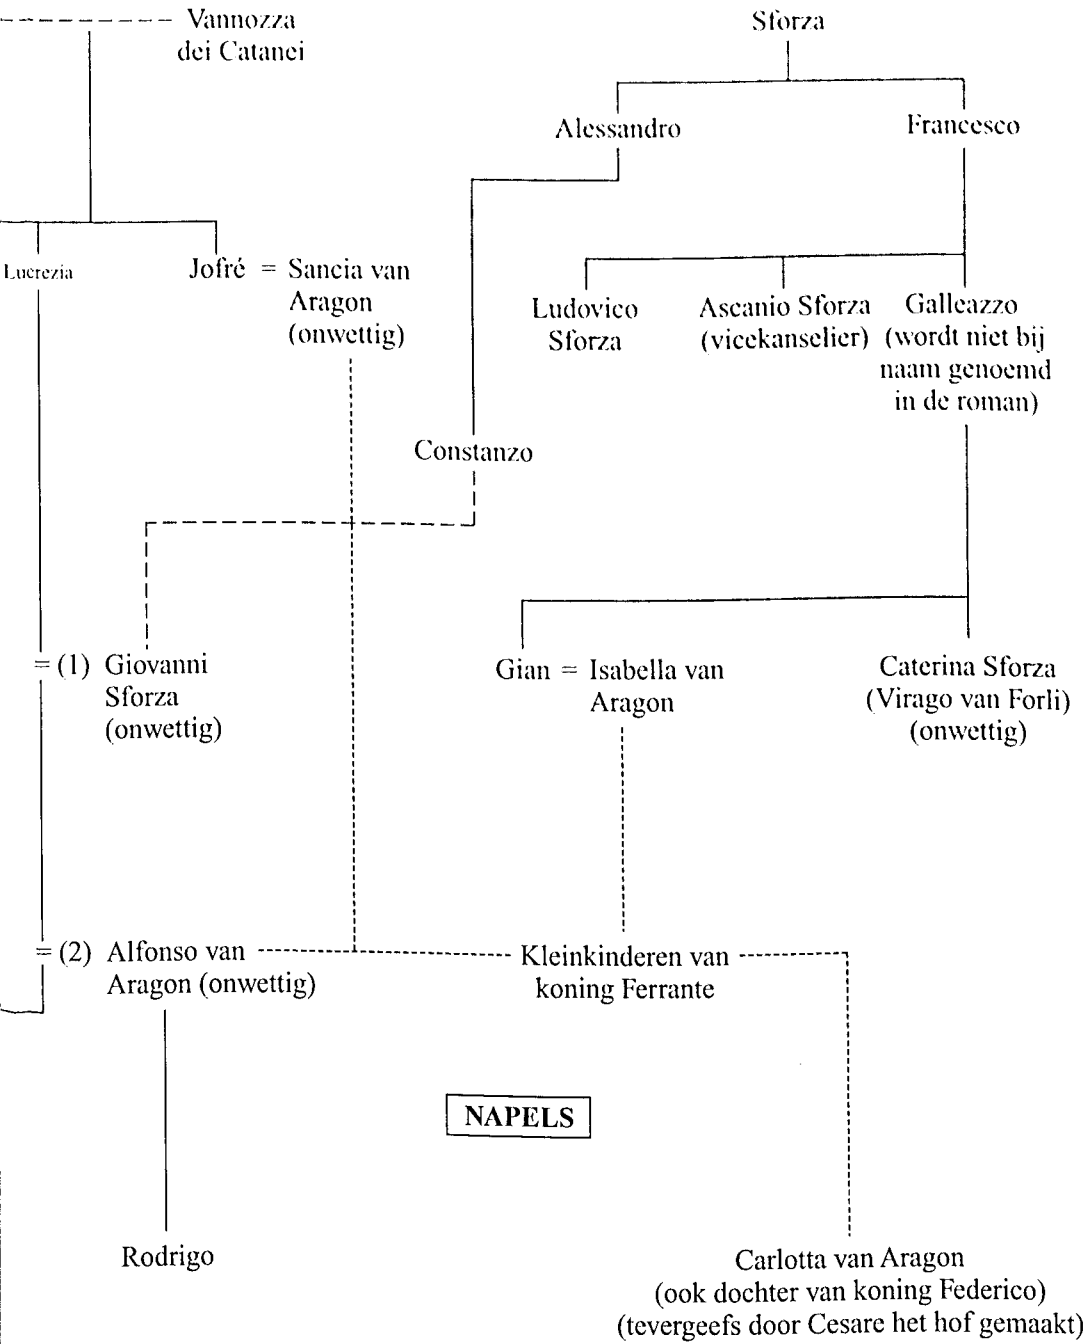 Vannozza
dei Catanei
Sforza
Alessandro
Francesco
Lucrezia
Jofré = Sancia van
Aragon
(onwettig)
Ludovico
Sforza
Ascanio Sforza
(vicekanselier)
Galleazzo
(wordt niet bij
naam genoemd
in de roman)
Constanzo
= (1) Giovanni
Sforza
(onwettig)
Gian = Isabella van
Aragon
Caterina Sforza
(Virago van Forli)
(onwettig)
= (2) Alfonso van
Aragon (onwettig)
Kleinkinderen van
koning Ferrante
NAPELS
Rodrigo
Carlotta van Aragon
(ook dochter van koning Federico)
(tevergeefs door Cesare het hof gemaakt)